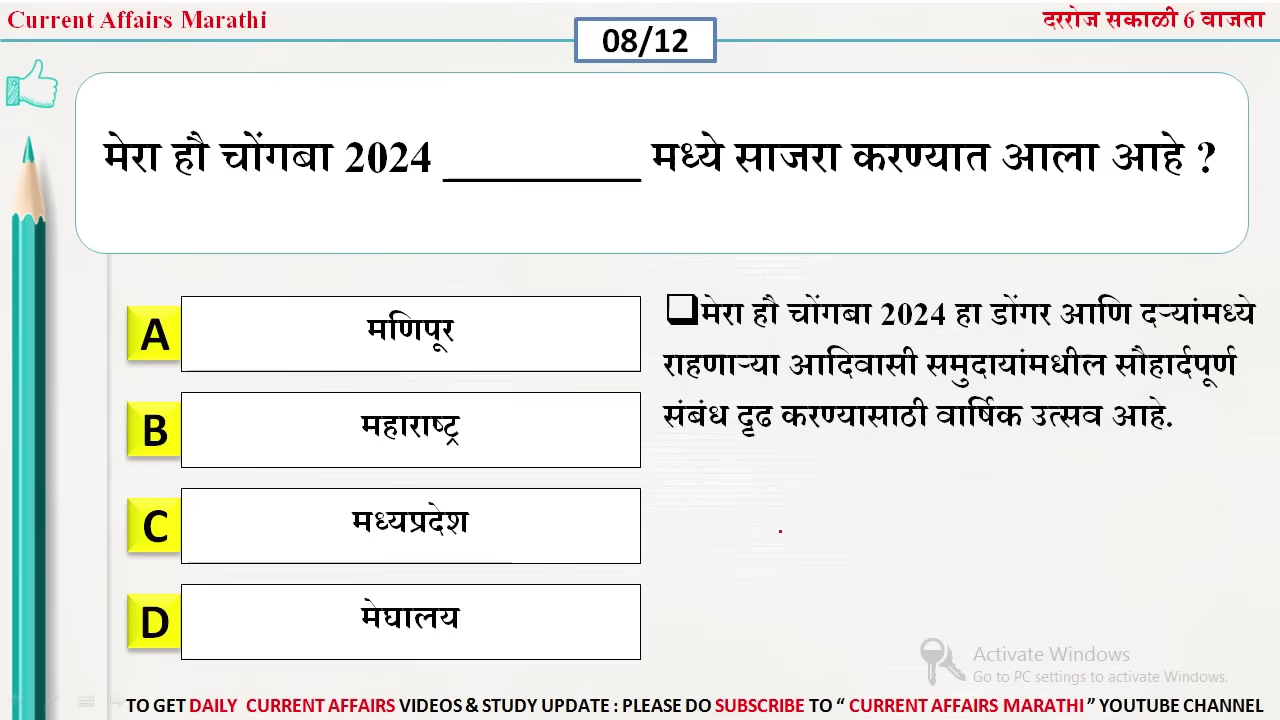 Current Affairs Marathi
दररोज सकाळी 6 वाजता
08/12
मेरा हौ चोंगबा 2024 _________ मध्ये साजरा करण्यात आला आहे ?
A मणिपूर
B महाराष्ट्र
C मध्यप्रदेश
D मेघालय
मेरा हौ चोंगबा 2024 हा डोंगर आणि दऱ्यांमध्ये
राहणाऱ्या आदिवासी समुदायांमधील सौहार्दपूर्ण
संबंध दृढ करण्यासाठी वार्षिक उत्सव आहे.
Activate Windows
Go to PC settings to activate Windows.
TO GET DAILY CURRENT AFFAIRS VIDEOS & STUDY UPDATE : PLEASE DO SUBSCRIBE TO “ CURRENT AFFAIRS MARATHI ” YOUTUBE CHANNEL